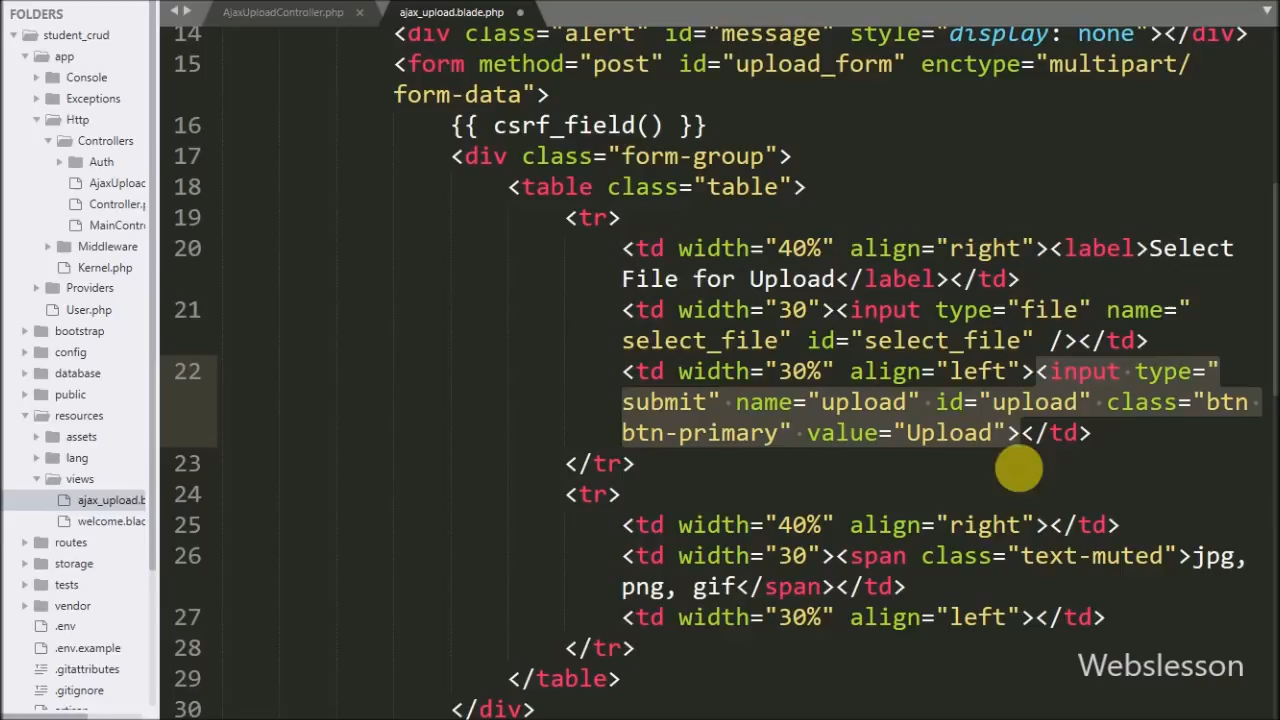 FOLDERS
student_crud
app
Console
Exceptions
Http
Controllers
Auth
AjaxUpload
Controller.p
MainContro
Middleware
Kernel.php
Providers
User.php
bootstrap
config
database
public
resources
assets
lang
views
ajax_upload.b
welcome.blad
routes
storage
tests
vendor
.env
.env.example
.gitattributes
.gitignore
AjaxUploadController.php
ajax_upload.blade.php
14 <div class="alert" id="message" style="display: none"></div>
15 <form method="post" id="upload_form" enctype="multipart/
form-data">
16 {{ csrf_field() }}
17 <div class="form-group">
18 <table class="table">
19 <tr>
20 <td width="40%" align="right"><label>Select
File for Upload</label></td>
21 <td width="30"><input type="file" name="
select_file" id="select_file" /></td>
22 <td width="30%" align="left"><input type="
submit" name="upload" id="upload" class="btn
btn-primary" value="Upload"></td>
23 </tr>
24 <tr>
25 <td width="40%" align="right"></td>
26 <td width="30"><span class="text-muted">jpg,
png, gif</span></td>
27 <td width="30%" align="left"></td>
28 </tr>
29 </table>
30 </div>
Webslesson